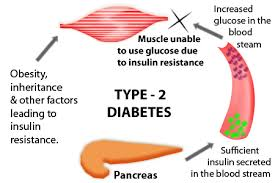 Increased
glucose in the
blood
steam
Muscle unable
to use glucose due
to insulin resistance
Obesity,
inheritance
& other factors
leading to
insulin
resistance.
TYPE - 2
DIABETES
Pancreas
Sufficient
insulin secreted
in the blood stream